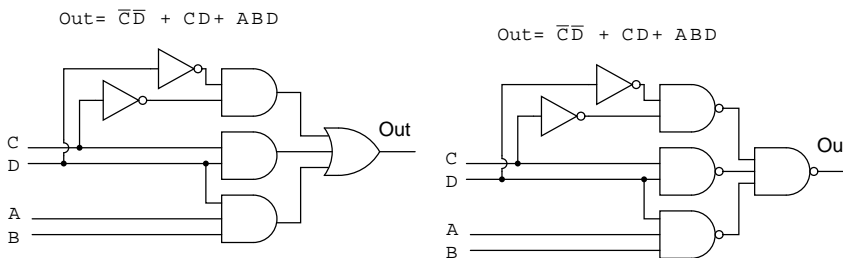 Out= C̅D̅ + CD+ ABD
Out
C
D
A
B
Out= C̅D̅ + CD+ ABD
Ou
C
D
A
B